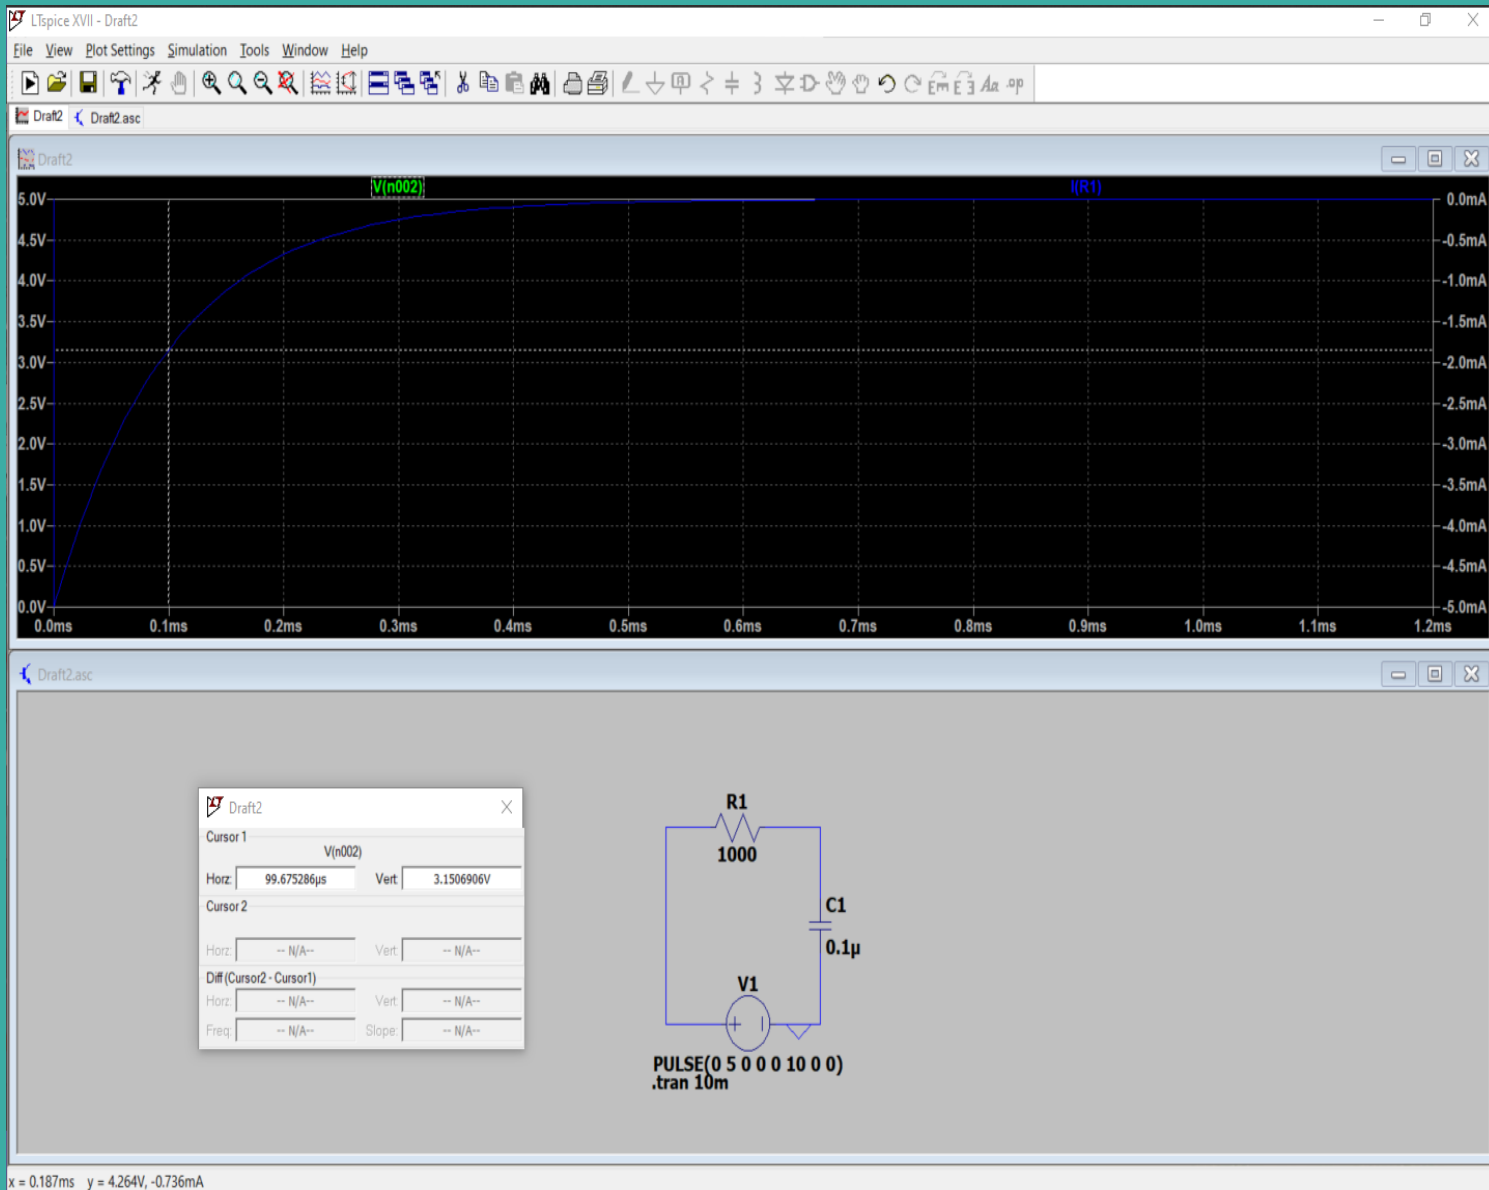 LTspice XVII - Draft2
File View Plot Settings Simulation Tools Window Help
Draft2 Draft2.asc
Draft2
V(n002) I(R1)
5.0V 0.0mA
4.5V -0.5mA
4.0V -1.0mA
3.5V -1.5mA
3.0V -2.0mA
2.5V -2.5mA
2.0V -3.0mA
1.5V -3.5mA
1.0V -4.0mA
0.5V -4.5mA
0.0V -5.0mA
0.0ms 0.1ms 0.2ms 0.3ms 0.4ms 0.5ms 0.6ms 0.7ms 0.8ms 0.9ms 1.0ms 1.1ms 1.2ms
Draft2.asc
Draft2
Cursor 1
V(n002)
Horz: 99.675286µs Vert: 3.1506906V
Cursor 2
Horz: -- N/A-- Vert: -- N/A--
Diff (Cursor2 - Cursor1)
Horz: -- N/A-- Vert: -- N/A--
Freq: -- N/A-- Slope: -- N/A--
R1
1000
C1
0.1µ
V1
PULSE(0 5 0 0 0 10 0 0)
.tran 10m
x = 0.187ms y = 4.264V, -0.736mA